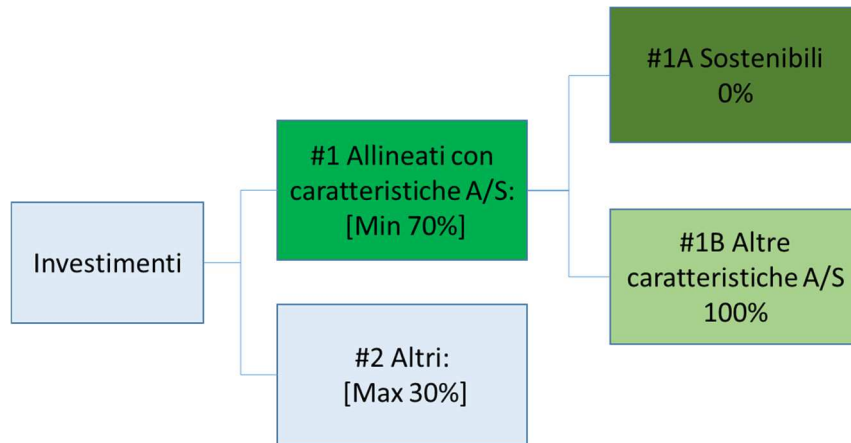 Investimenti
#1 Allineati con
caratteristiche A/S:
[Min 70%]
#2 Altri:
[Max 30%]
#1A Sostenibili
0%
#1B Altre
caratteristiche A/S
100%